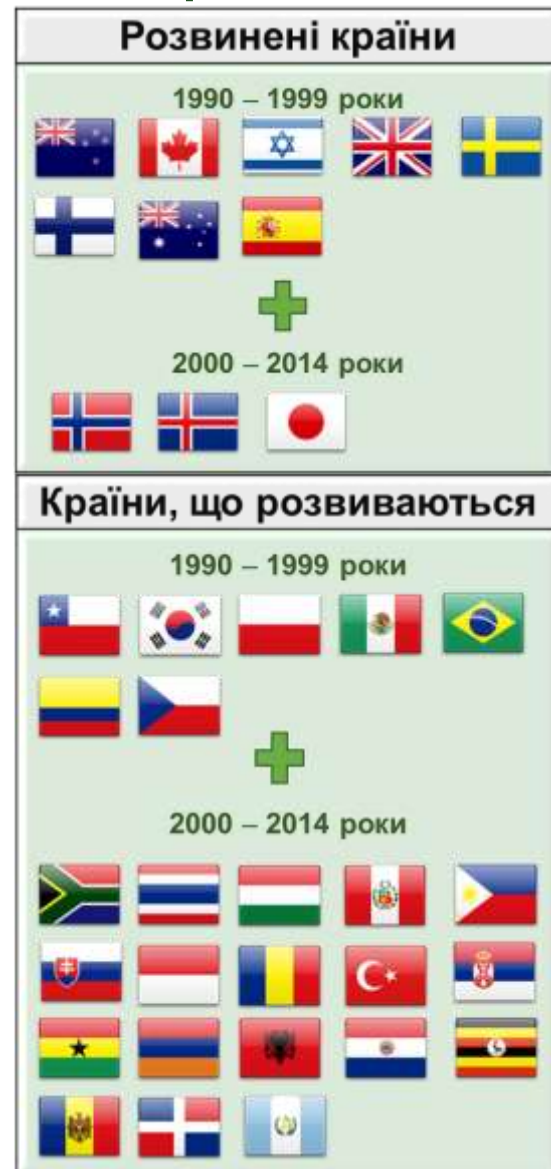 Розвинені країни
1990 – 1999 роки
2000 – 2014 роки
Країни, що розвиваються
1990 – 1999 роки
2000 – 2014 роки